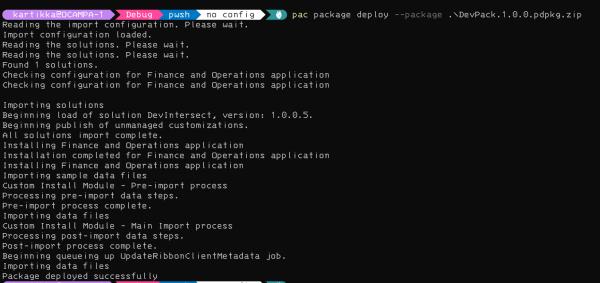 kartikka@OCAMPA-1 Debug pwsh no config pac package deploy --package .\DevPack.1.0.0.pdpkg.zip
Reading the import configuration. Please wait.
Import configuration loaded.
Reading the solutions. Please wait.
Reading the solutions. Please wait.
Found 1 solutions.
Checking configuration for Finance and Operations application
Checking configuration for Finance and Operations application
Importing solutions
Beginning load of solution DevIntersect, version: 1.0.0.5.
Beginning publish of unmanaged customizations.
All solutions import complete.
Installing Finance and Operations application
Installation completed for Finance and Operations application
Installing Finance and Operations application
Importing sample data files
Custom Install Module - Pre-import process
Processing pre-import data steps.
Pre-import process complete.
Importing data files
Custom Install Module - Main Import process
Processing post-import data steps.
Post-import process complete.
Beginning queueing up UpdateRibbonClientMetadata job.
Importing data files
Package deployed successfully